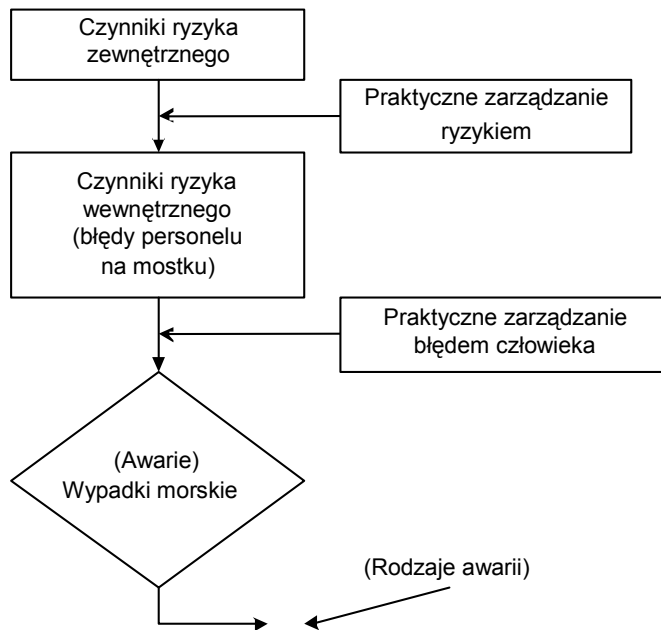 Czynniki ryzyka
zewnętrznego
Praktyczne zarządzanie
ryzykiem
Czynniki ryzyka
wewnętrznego
(błędy personelu
na mostku)
Praktyczne zarządzanie
błędem człowieka
(Awarie)
Wypadki morskie
(Rodzaje awarii)